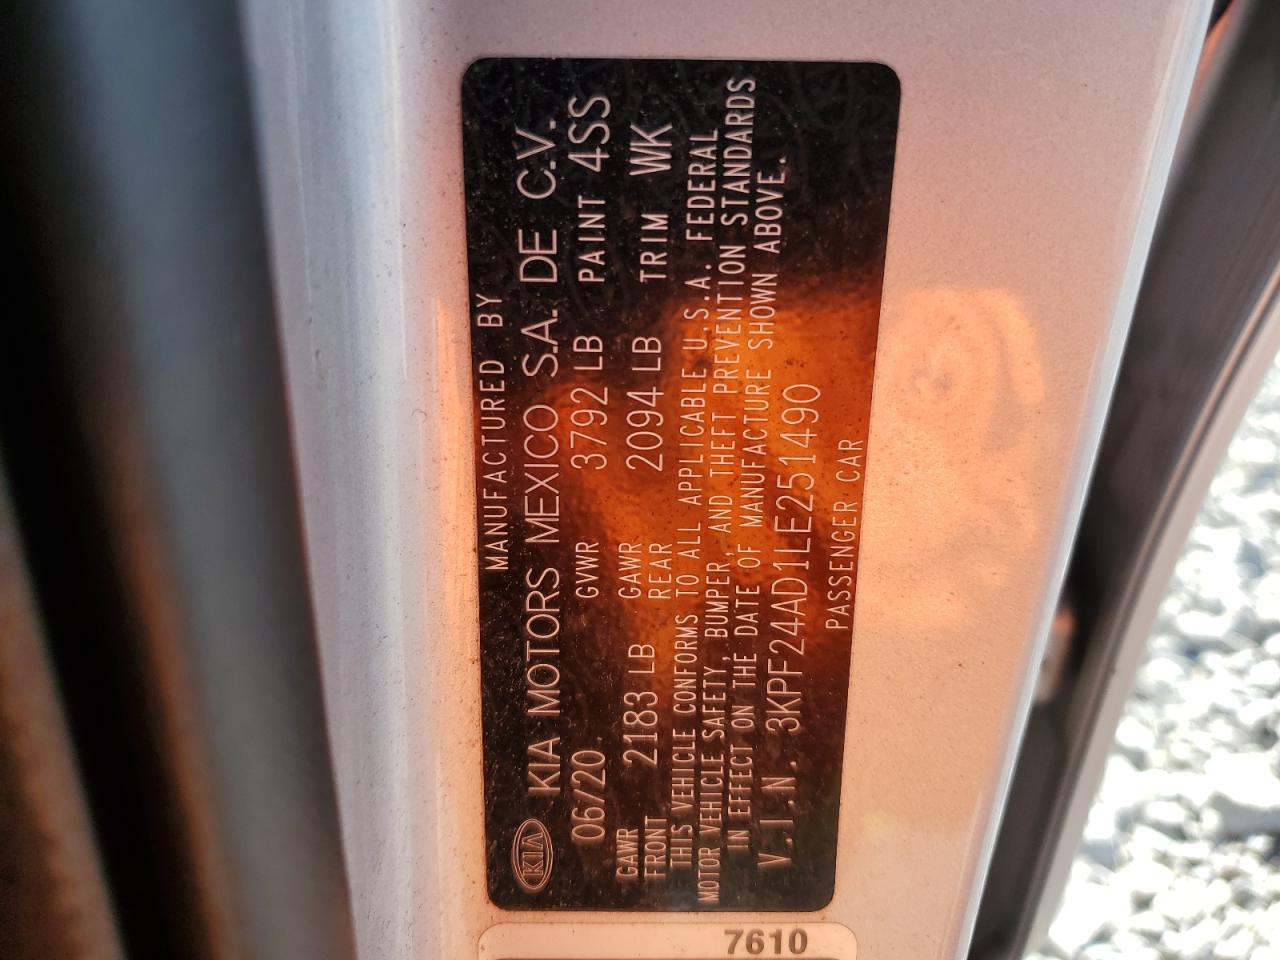 MANUFACTURED BY
KIA KIA MOTORS MEXICO S.A. DE C.V.
06/20 GVWR 3792 LB PAINT 4SS
GAWR FRONT 2183 LB GAWR REAR 2094 LB TRIM WK
THIS VEHICLE CONFORMS TO ALL APPLICABLE U.S.A. FEDERAL
MOTOR VEHICLE SAFETY, BUMPER, AND THEFT PREVENTION STANDARDS
IN EFFECT ON THE DATE OF MANUFACTURE SHOWN ABOVE.
V.I.N. 3KPF24AD1LE251490
PASSENGER CAR
7610